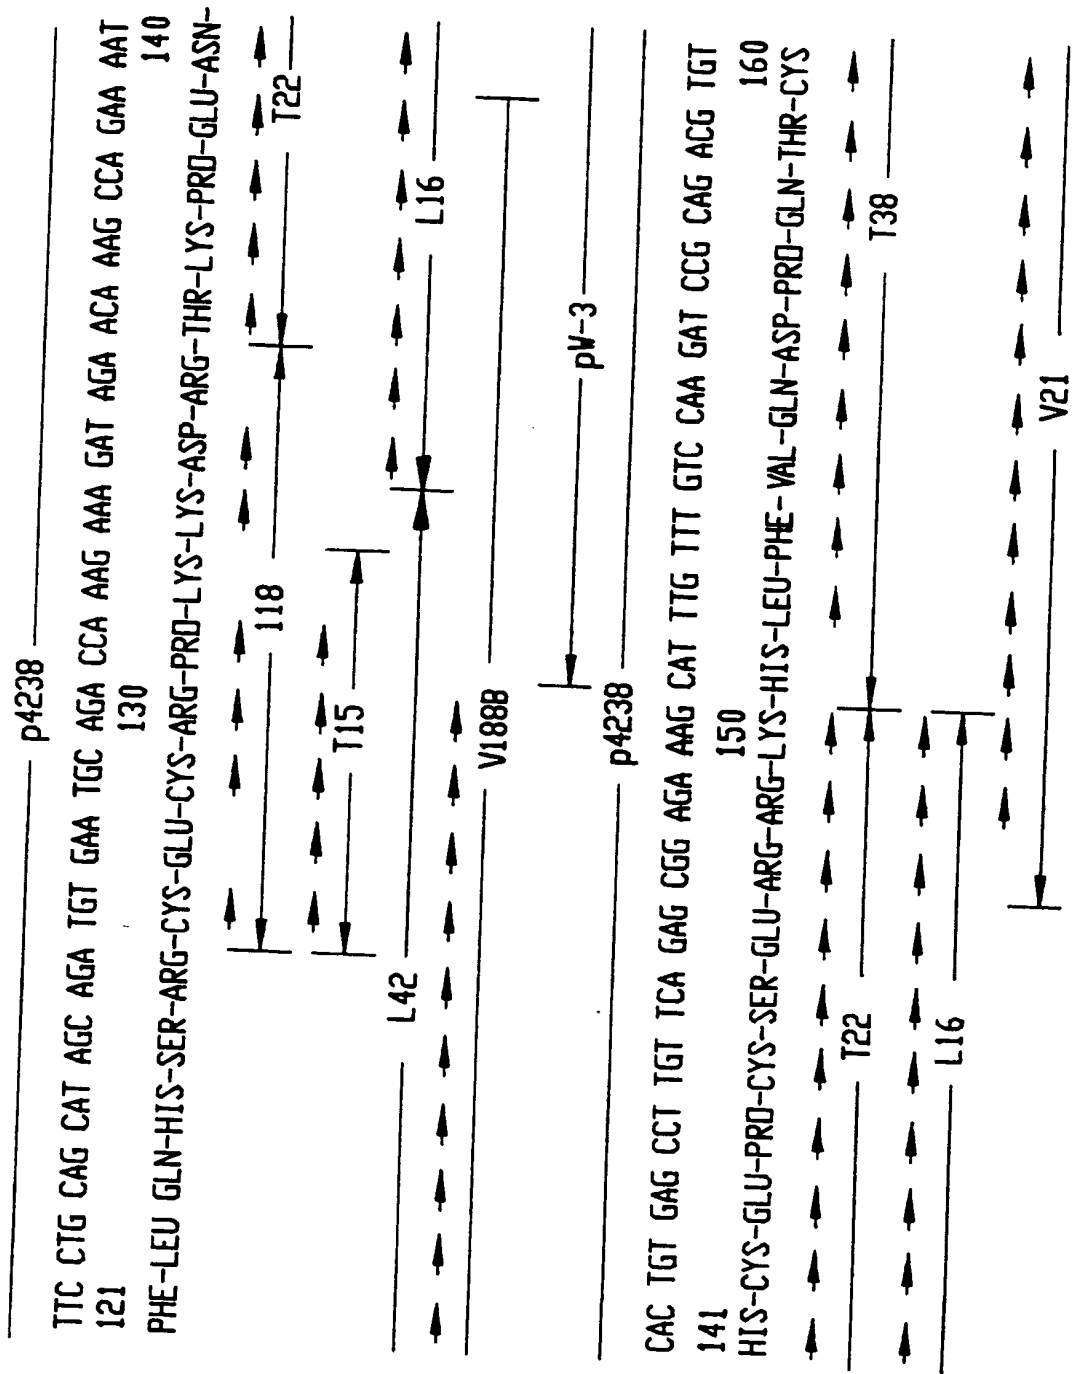 p4238
TTC CTG CAG CAT AGC AGA TGT GAA TGC AGA CCA AAG AAA GAT AGA ACA AAG CCA GAA AAT
121 130 140
PHE-LEU GLN-HIS-SER-ARG-CYS-GLU-CYS-ARG-PRO-LYS-LYS-ASP-ARG-THR-LYS-PRO-GLU-ASN-
118 T22
T15
L42 L16
V188B
pW-3
p4238
CAC TGT GAG CCT TGT TCA GAG CGG AGA AAG CAT TTG TTT GTC CAA GAT CCG CAG ACG TGT
141 150 160
HIS-CYS-GLU-PRO-CYS-SER-GLU-ARG-ARG-LYS-HIS-LEU-PHE-VAL-GLN-ASP-PRO-GLN-THR-CYS
T22 T38
L16
V21